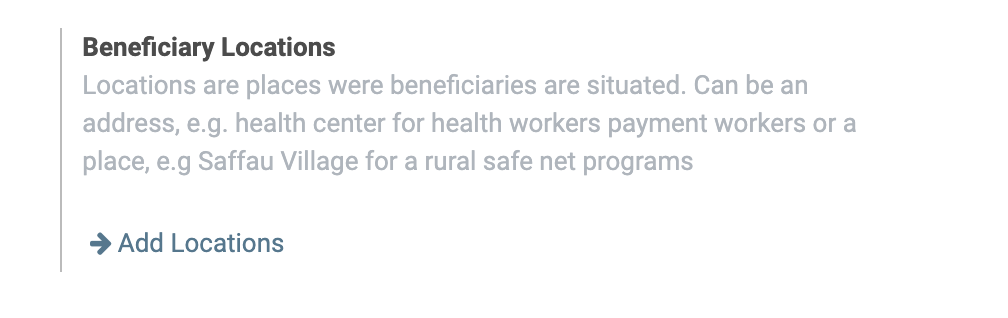 Beneficiary Locations
Locations are places were beneficiaries are situated. Can be an
address, e.g. health center for health workers payment workers or a
place, e.g Saffau Village for a rural safe net programs
Add Locations